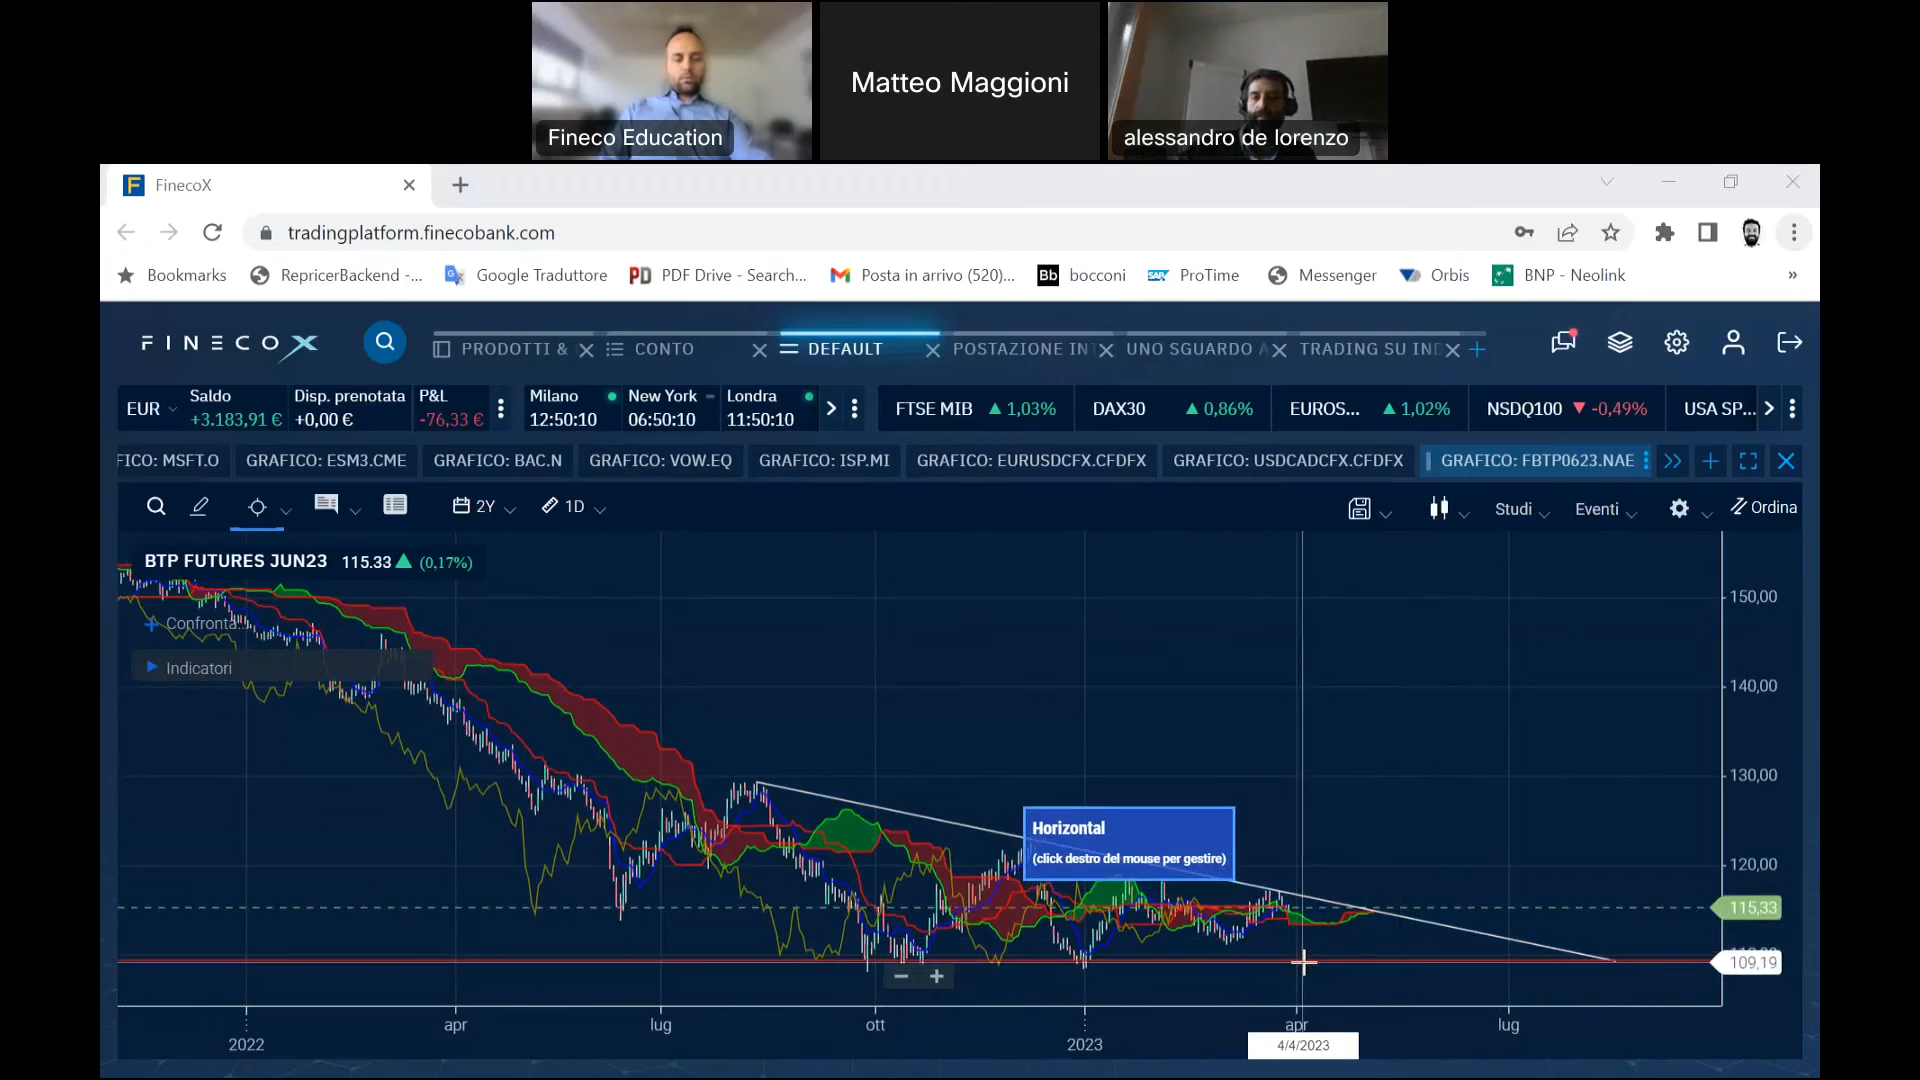 Fineco Education
Matteo Maggioni
alessandro de lorenzo
FinecoX
tradingplatform.finecobank.com
Bookmarks
RepricerBackend -...
Google Traduttore
PDF Drive - Search...
Posta in arrivo (520)...
bocconi
ProTime
Messenger
Orbis
BNP - Neolink
»
FINECO X
PRODOTTI &
CONTO
DEFAULT
POSTAZIONE IN
UNO SGUARDO
TRADING SU IND
EUR
Saldo
+3.183,91 €
Disp. prenotata
+0,00 €
P&L
-76,33 €
Milano
12:50:10
New York
06:50:10
Londra
11:50:10
FTSE MIB ▲ 1,03%
DAX30 ▲ 0,86%
EUROS... ▲ 1,02%
NSDQ100 ▼ -0,49%
USA SP...
FICO: MSFT.O
GRAFICO: ESM3.CME
GRAFICO: BAC.N
GRAFICO: VOW.EQ
GRAFICO: ISP.MI
GRAFICO: EURUSDCFX.CFDFX
GRAFICO: USDCADCFX.CFDFX
GRAFICO: FBTP0623.NAE
2Y
1D
Studi
Eventi
Ordina
BTP FUTURES JUN23 115.33 ▲ (0,17%)
Confronta...
Indicatori
Horizontal
(click destro del mouse per gestire)
150,00
140,00
130,00
120,00
115,33
109,19
apr
lug
ott
apr
lug
2022
2023
4/4/2023